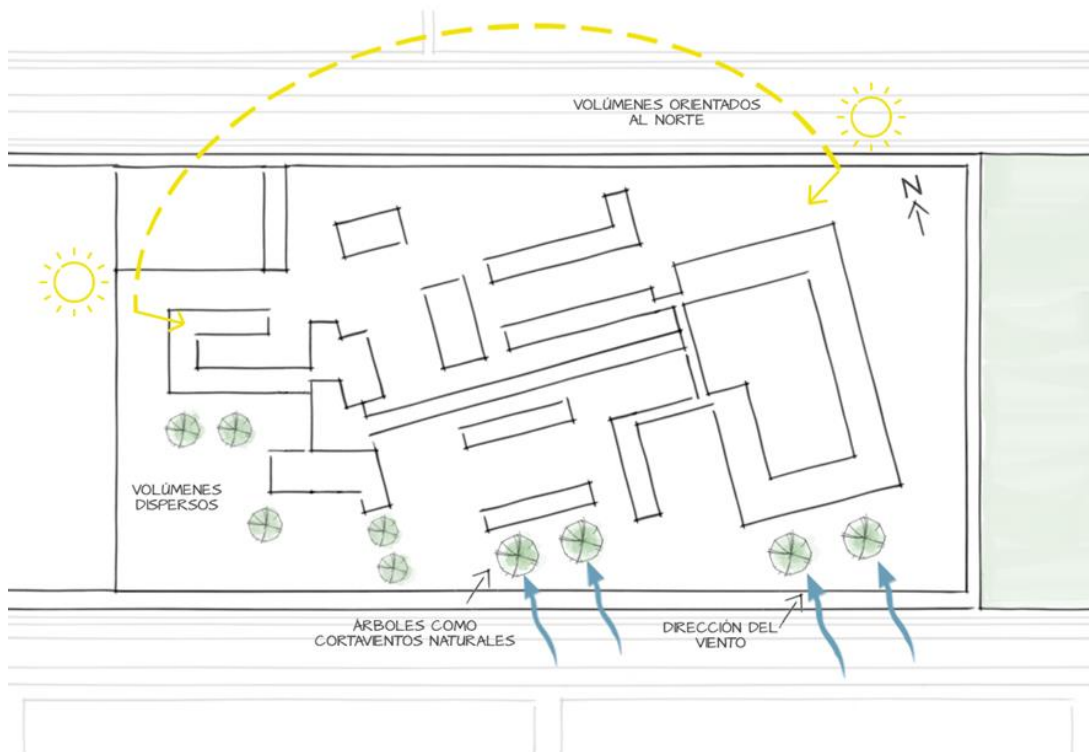 VOLÚMENES ORIENTADOS
AL NORTE
N
VOLÚMENES
DISPERSOS
ÁRBOLES COMO
CORTAVIENTOS NATURALES
DIRECCIÓN DEL
VIENTO